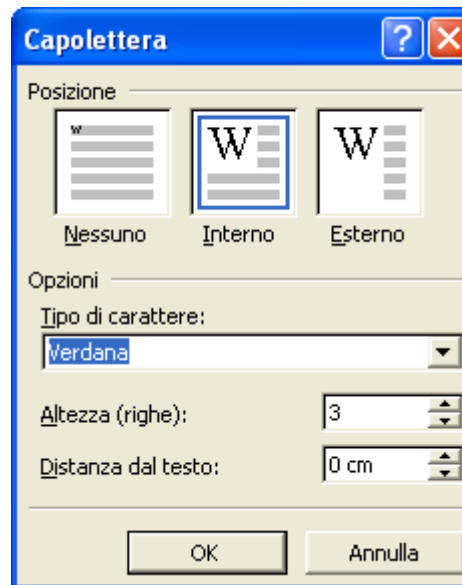 Capolettera
Posizione
W W W
Nessuno Interno Esterno
Opzioni
Tipo di carattere:
Verdana
Altezza (righe): 3
Distanza dal testo: 0 cm
OK Annulla